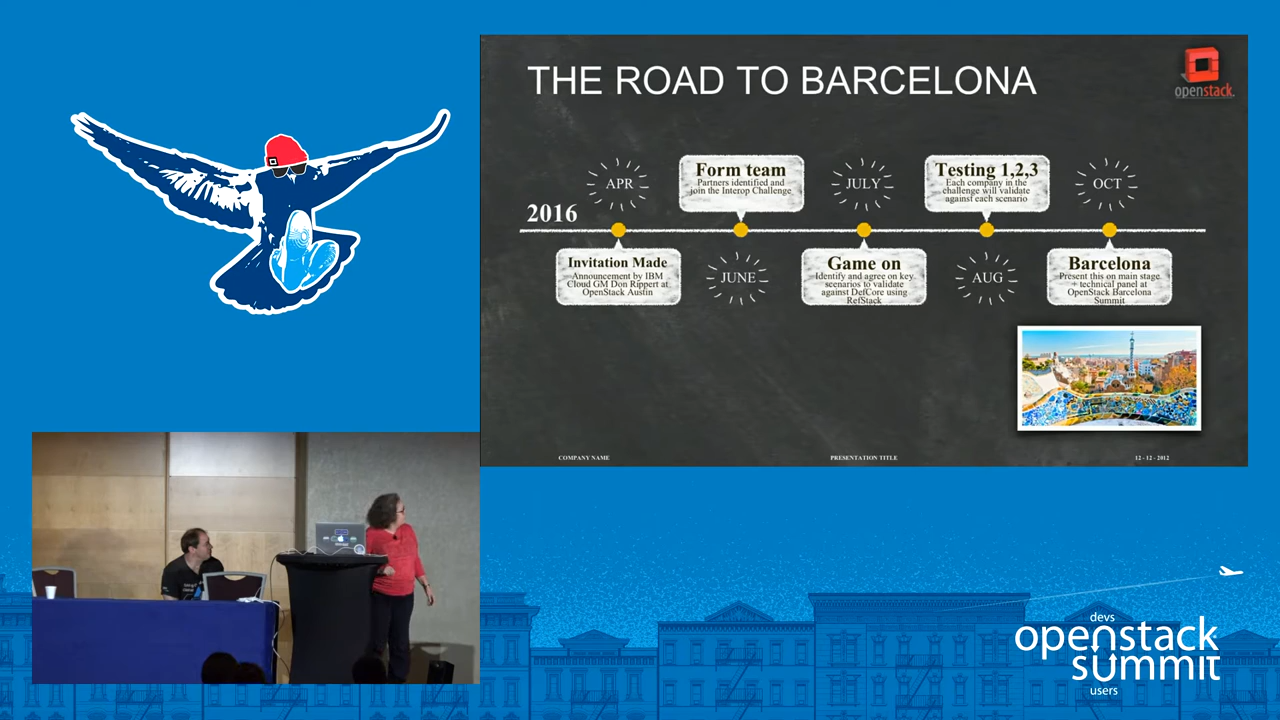 THE ROAD TO BARCELONA
openstack.
2016
APR
Invitation Made
Announcement by IBM
Cloud GM Don Rippert at
OpenStack Austin
Form team
Partners identified and
join the Interop Challenge
JUNE
JULY
Game on
Identify and agree on key
scenarios to validate
against DefCore using
RefStack
Testing 1,2,3
Each company in the
challenge will validate
against each scenario
AUG
OCT
Barcelona
Present this on main stage
+ technical panel at
OpenStack Barcelona
Summit
COMPANY NAME
PRESENTATION TITLE
12 - 12 - 2012
devs
openstack
summit
users